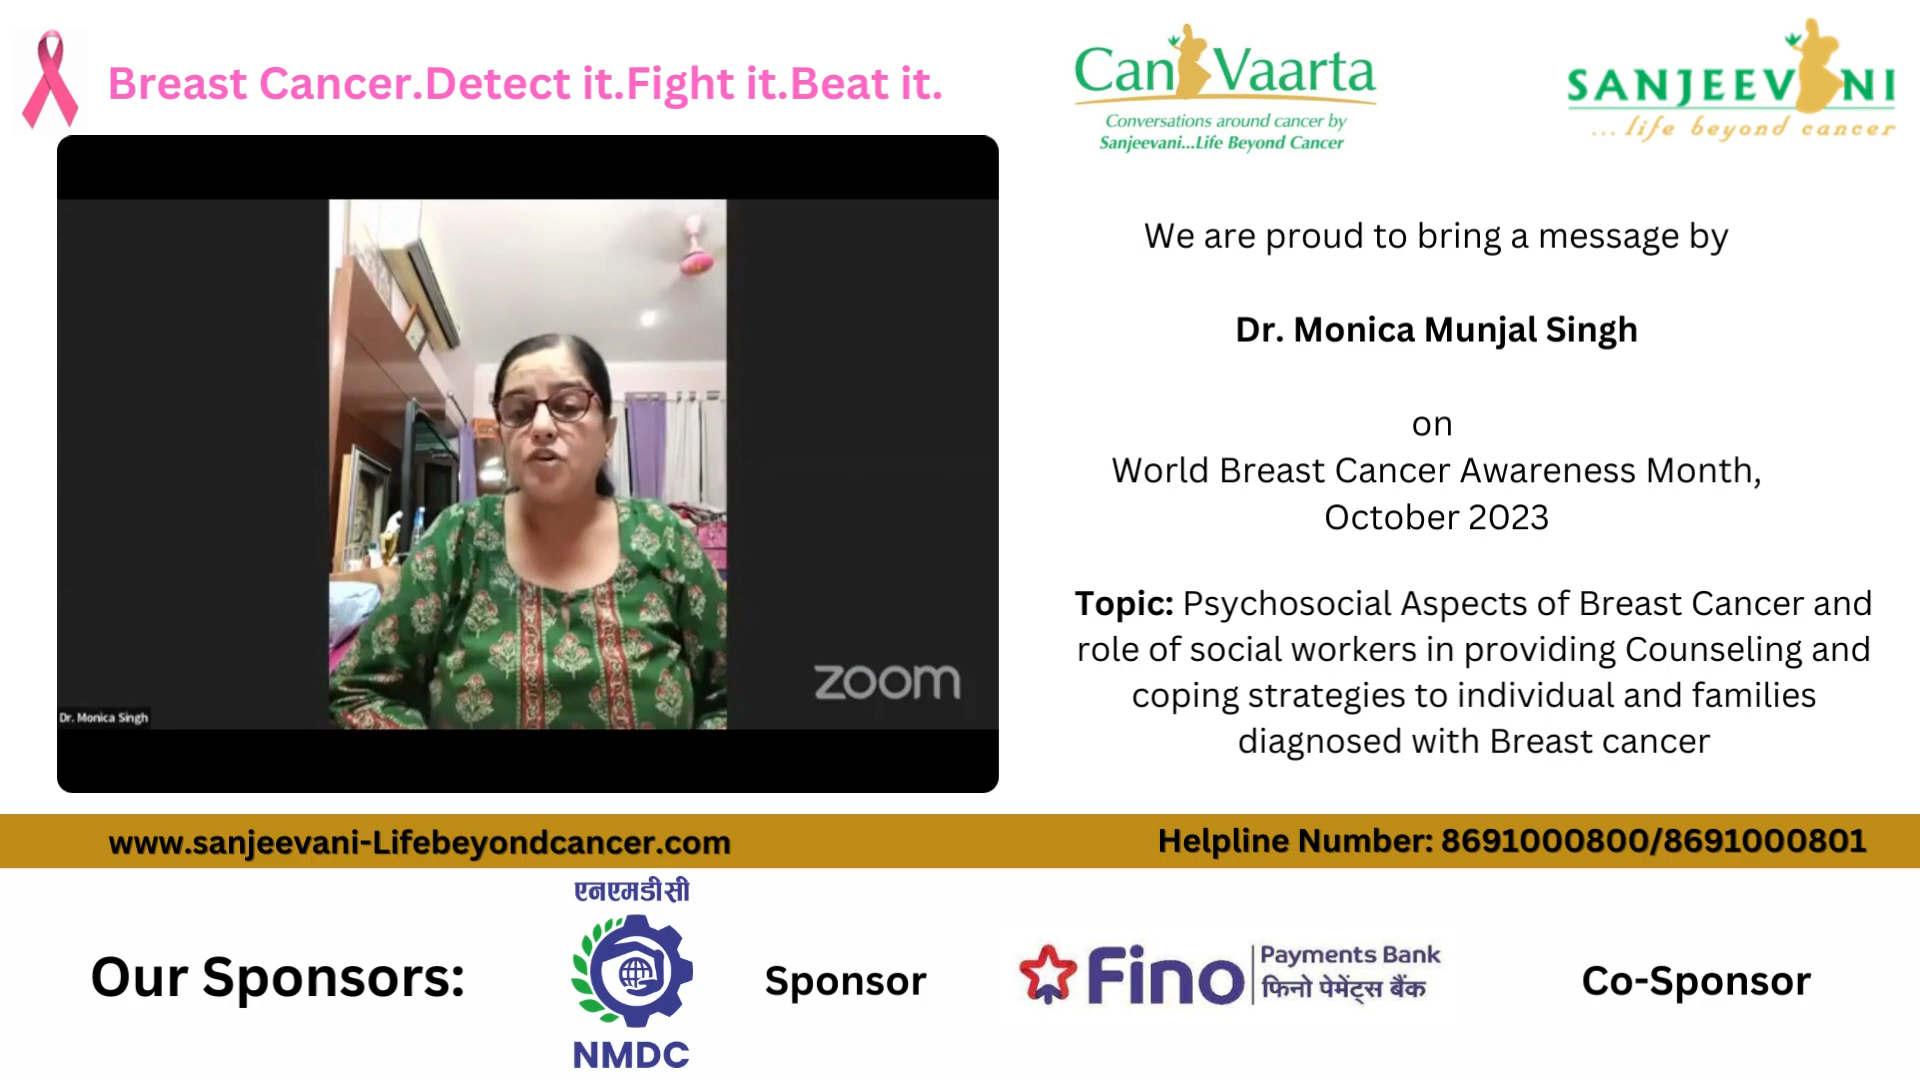 Breast Cancer.Detect it.Fight it.Beat it.
Can Vaarta
Conversations around cancer by
Sanjeevani...Life Beyond Cancer
SANJEEVANI
...life beyond cancer
We are proud to bring a message by
Dr. Monica Munjal Singh
on
World Breast Cancer Awareness Month,
October 2023
Topic: Psychosocial Aspects of Breast Cancer and
role of social workers in providing Counseling and
coping strategies to individual and families
diagnosed with Breast cancer
zoom
Dr. Monica Singh
www.sanjeevani-Lifebeyondcancer.com
Helpline Number: 8691000800/8691000801
Our Sponsors:
एनएमडीसी
NMDC
Sponsor
Fino
Payments Bank
फिनो पेमेंट्स बैंक
Co-Sponsor